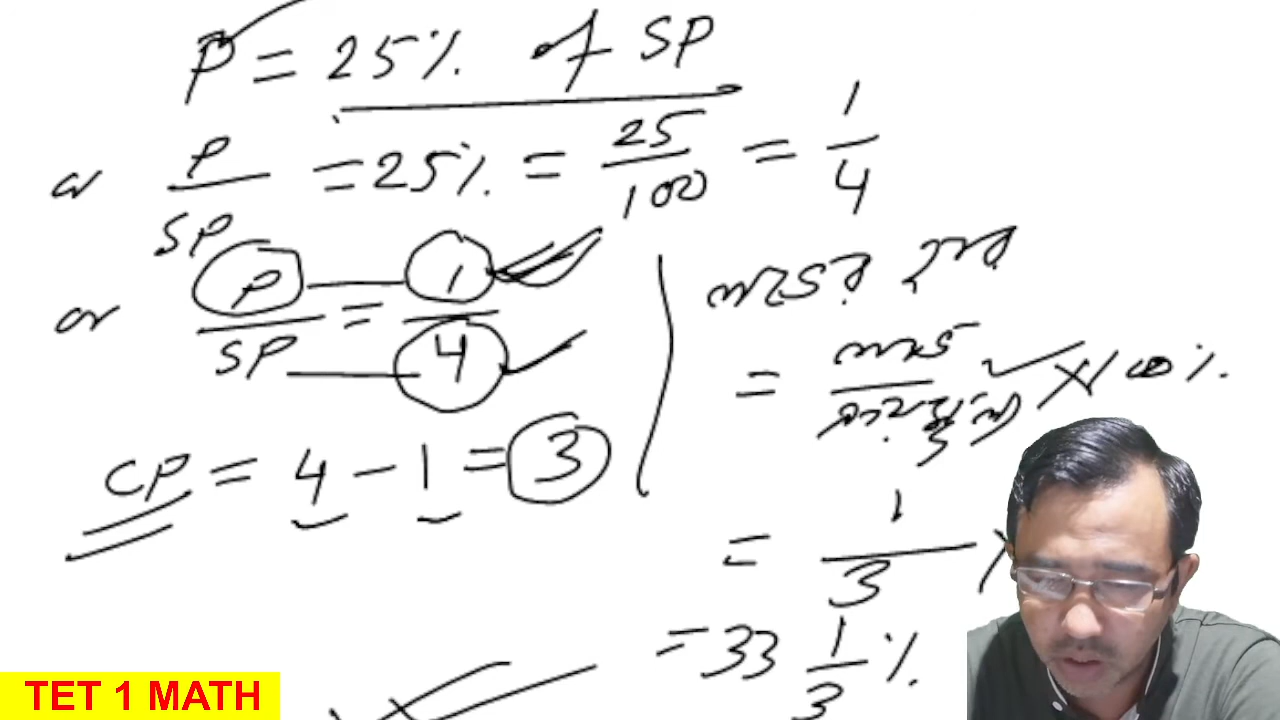 P = 25% of SP
or P/SP = 25% = 25/100 = 1/4
or P/SP = 1/4
CP = 4 - 1 = 3
= × 100%
= 1/3 ×
= 33 1/3 %
TET 1 MATH